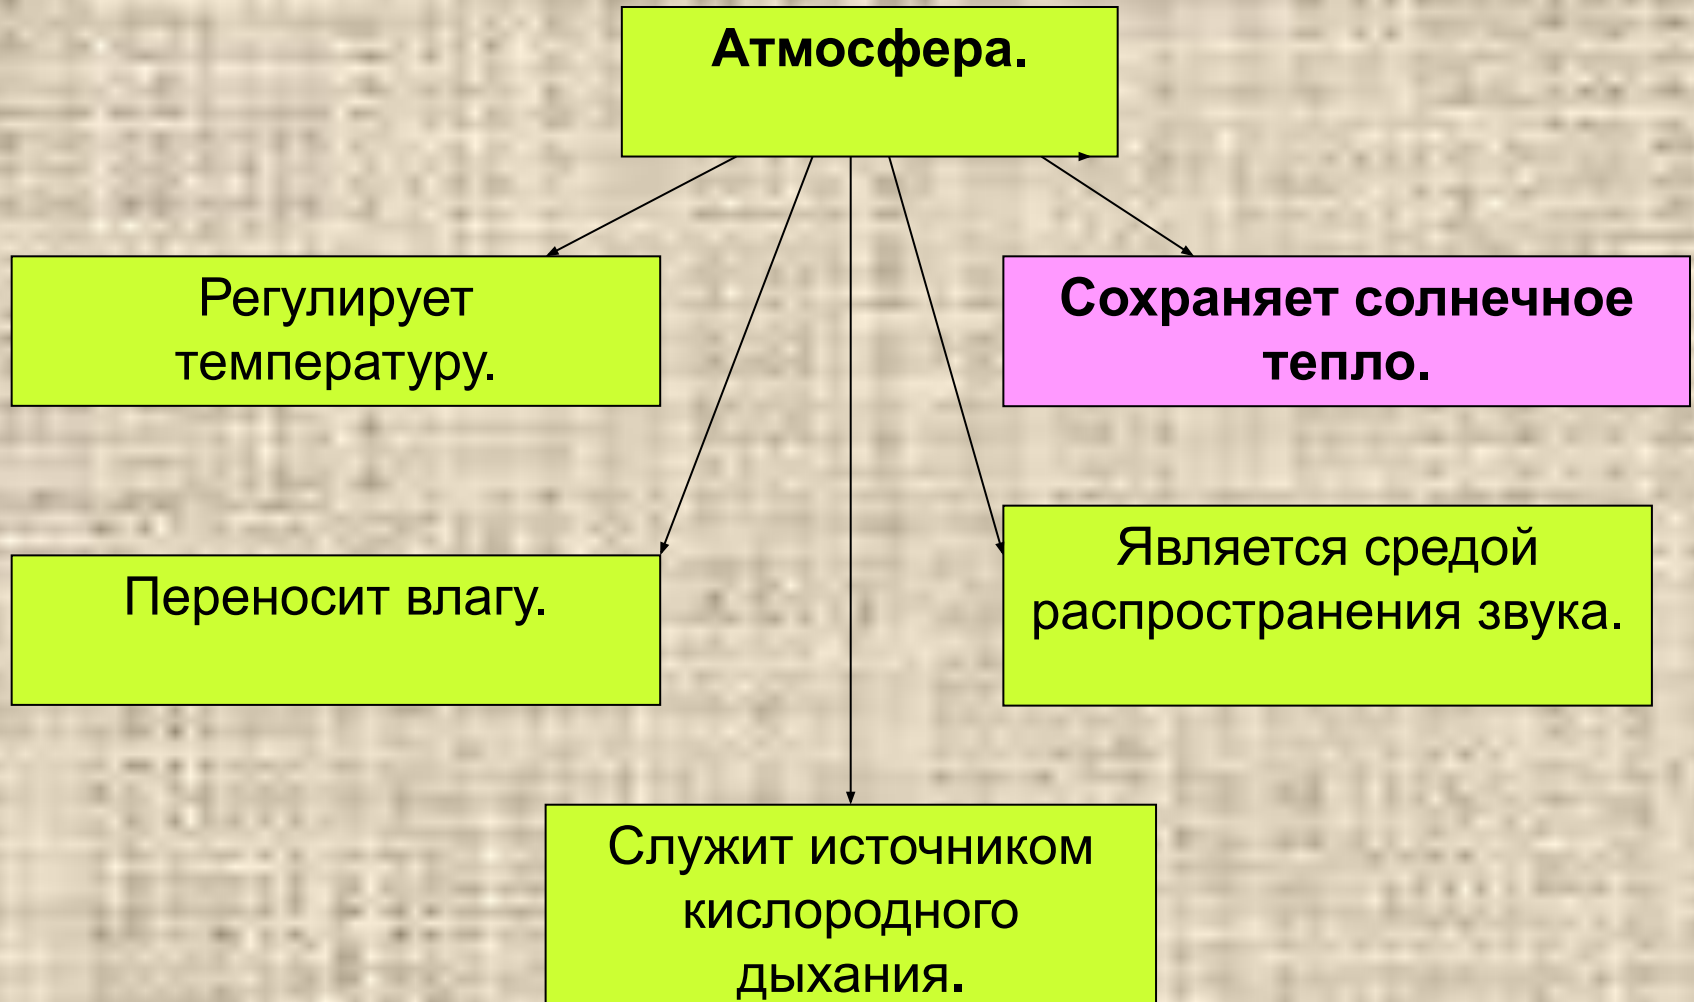 Атмосфера.
Регулирует
температуру.
Сохраняет солнечное
тепло.
Переносит влагу.
Является средой
распространения звука.
Служит источником
кислородного
дыхания.